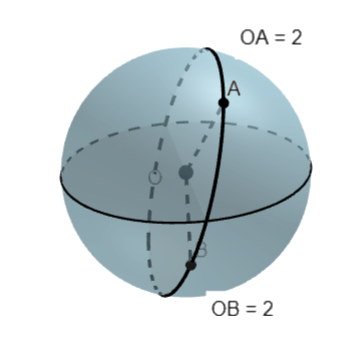 OA = 2
A
O
B
OB = 2